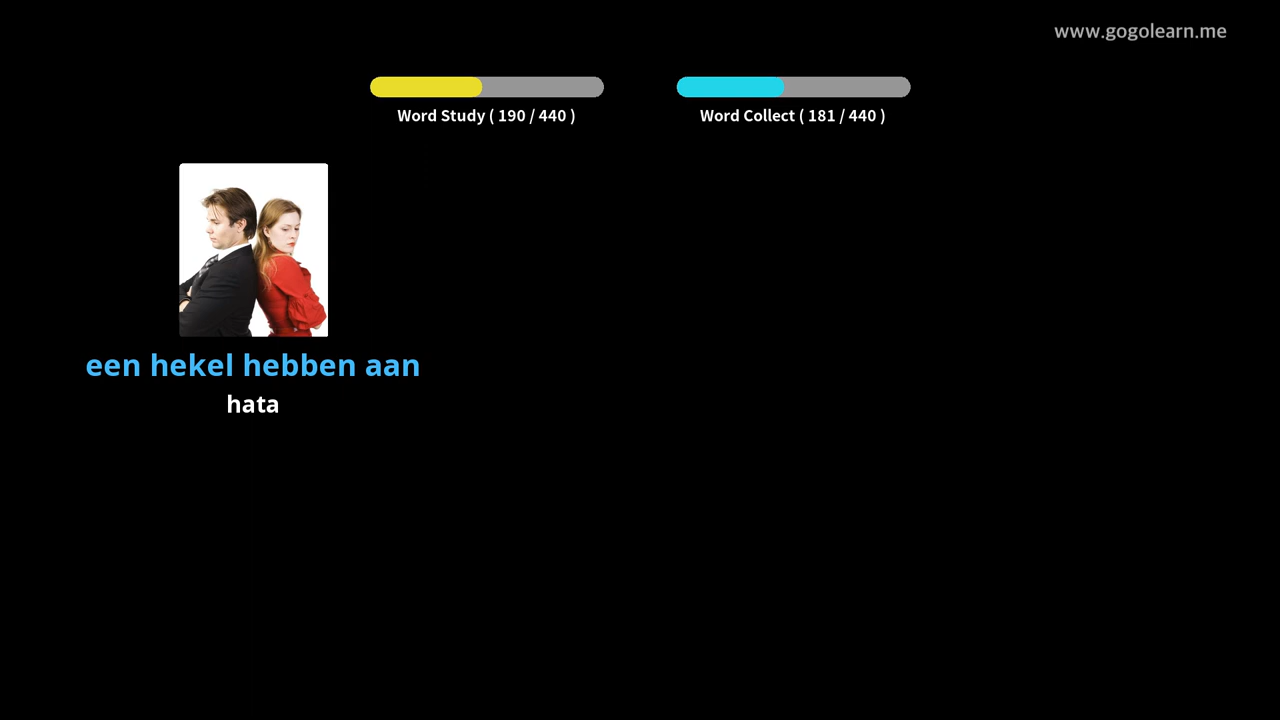 www.gogolearn.me
Word Study ( 190 / 440 )
Word Collect ( 181 / 440 )
een hekel hebben aan
hata